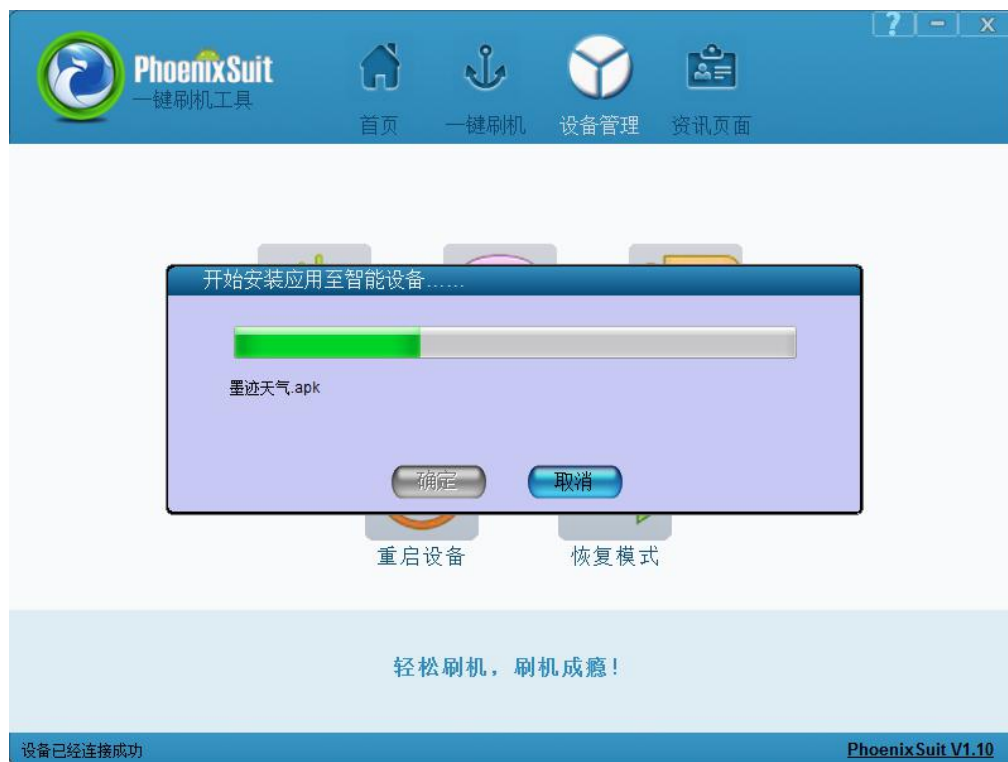 ? - x
PhoenixSuit
一键刷机工具
首页 一键刷机 设备管理 资讯页面
开始安装应用至智能设备......
墨迹天气.apk
确定 取消
重启设备 恢复模式
轻松刷机，刷机成瘾！
设备已经连接成功 PhoenixSuit V1.10